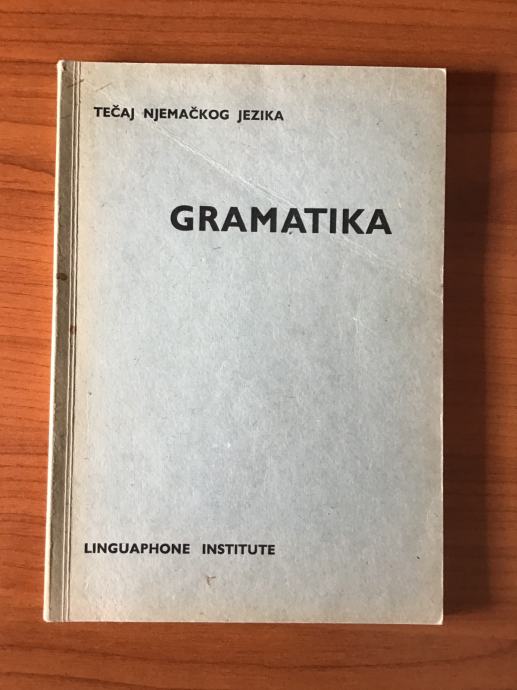 TEČAJ NJEMAČKOG JEZIKA
GRAMATIKA
LINGUAPHONE INSTITUTE